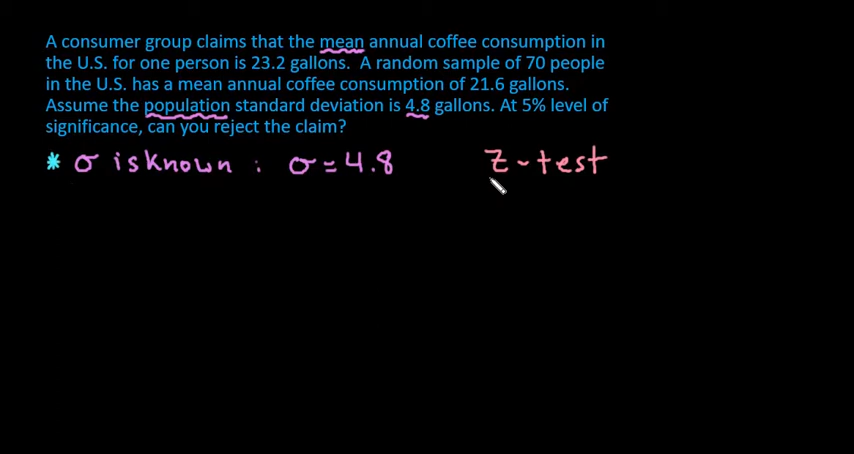 A consumer group claims that the mean annual coffee consumption in
the U.S. for one person is 23.2 gallons. A random sample of 70 people
in the U.S. has a mean annual coffee consumption of 21.6 gallons.
Assume the population standard deviation is 4.8 gallons. At 5% level of
significance, can you reject the claim?
* σ is known : σ = 4.8 z-test